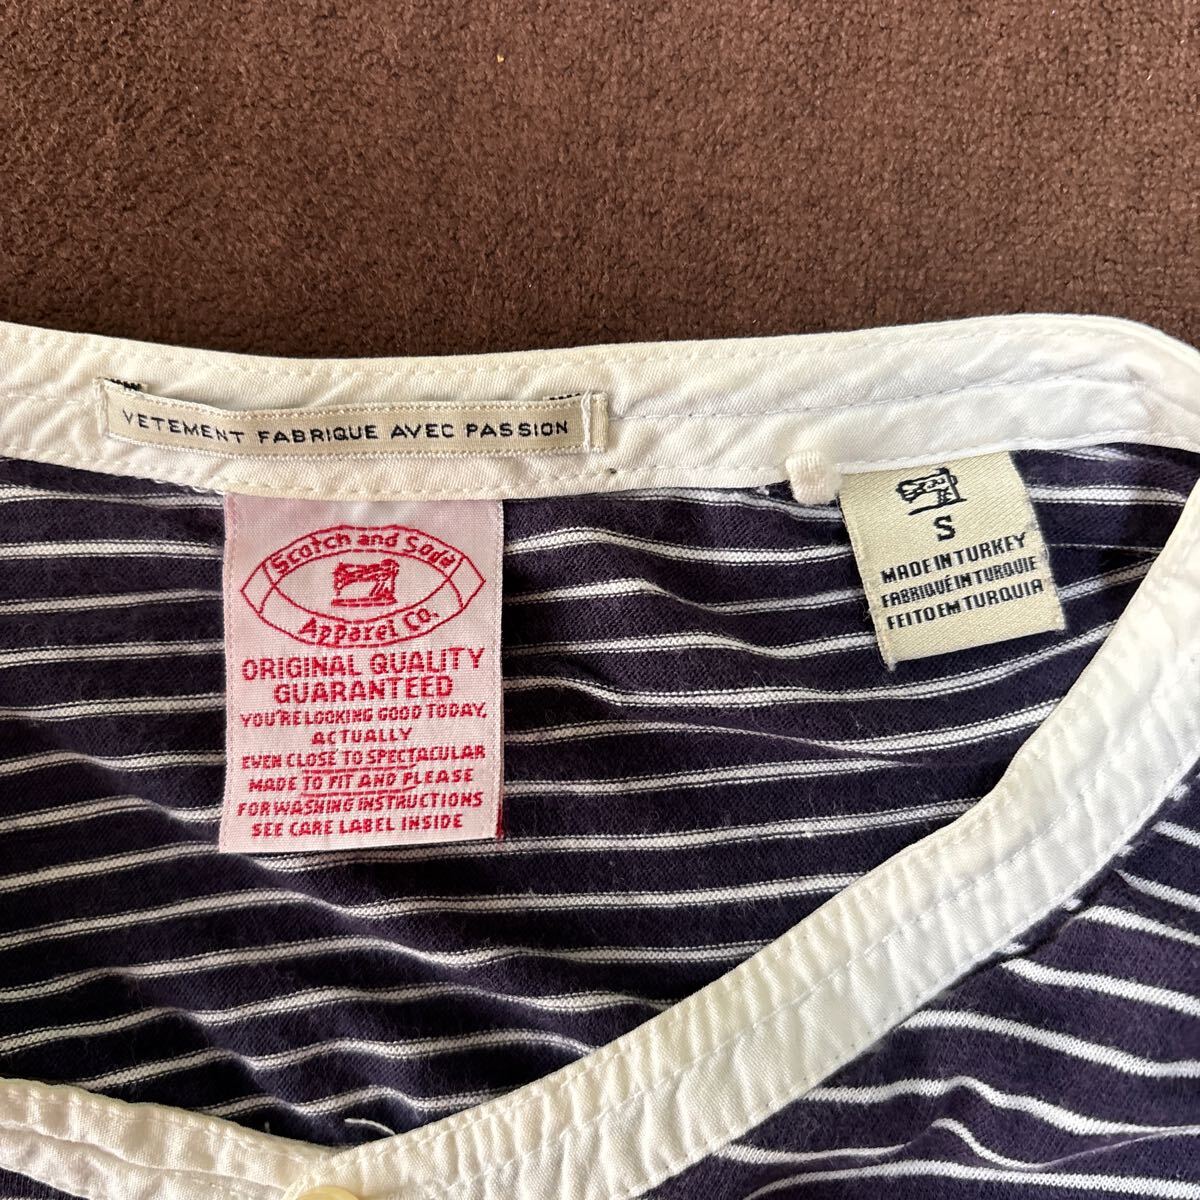 VETEMENT FABRIQUE AVEC PASSION
Scotch and Soda
Apparel Co.
ORIGINAL QUALITY
GUARANTEED
YOU'RE LOOKING GOOD TODAY,
ACTUALLY
EVEN CLOSE TO SPECTACULAR
MADE TO FIT AND PLEASE
FOR WASHING INSTRUCTIONS
SEE CARE LABEL INSIDE
S
MADE IN TURKEY
FABRIQUÉ IN TURQUIE
FEITO EM TURQUIA